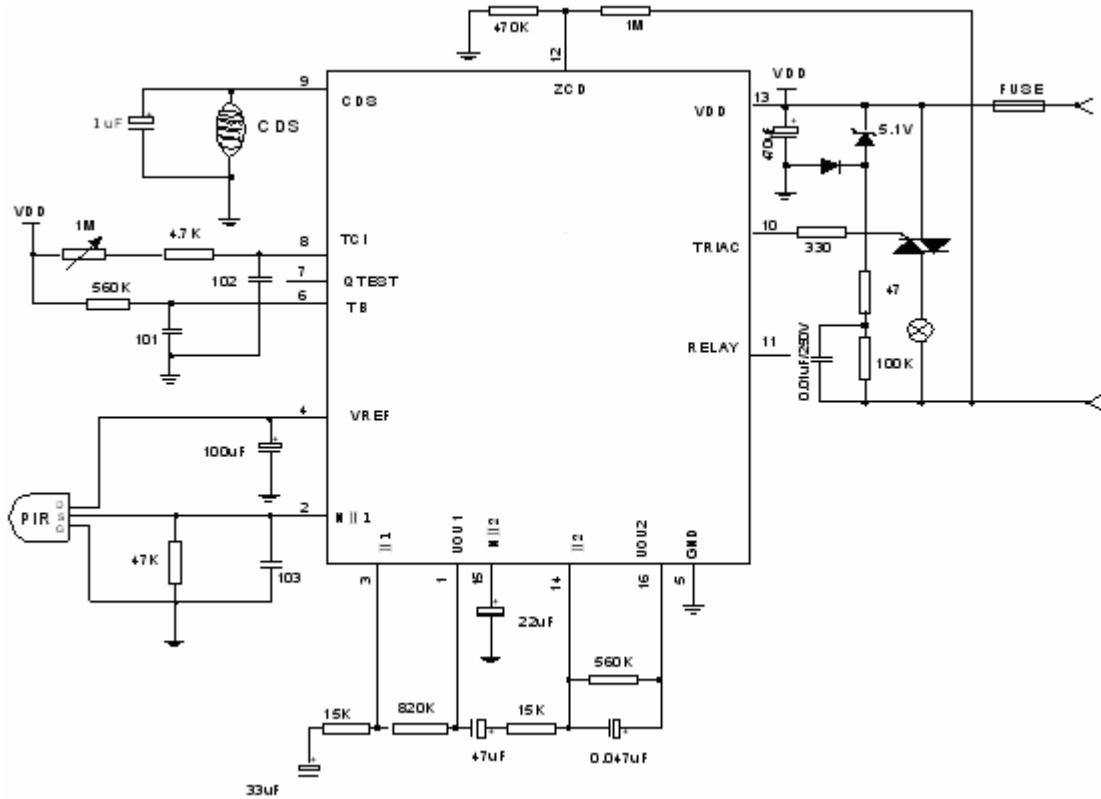 470K
1M
12
9
ZCD
VDD
13
FUSE
CDS
VDD
1uF
CDS
5.1V
470uF
VDD
1M
4.7K
8
TCI
10
TRIAC
330
7
QTEST
102
47
560K
6
TB
101
RELAY
11
0.01uF/250V
100K
4
VREF
100uF
PIR
D
S
G
2
47K
103
UOU1
UOU2
GND
3
1
15
14
16
5
22uF
560K
15K
820K
15K
47uF
0.047uF
33uF